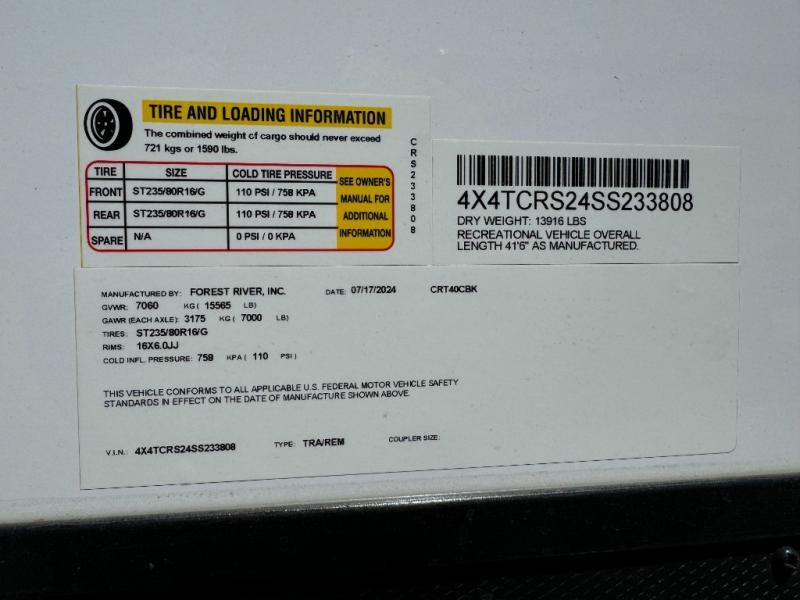 TIRE AND LOADING INFORMATION
The combined weight of cargo should never exceed
721 kgs or 1590 lbs.
TIRE SIZE COLD TIRE PRESSURE
FRONT ST235/80R16/G 110 PSI / 758 KPA
REAR ST235/80R16/G 110 PSI / 758 KPA
SPARE N/A 0 PSI / 0 KPA
SEE OWNER'S
MANUAL FOR
ADDITIONAL
INFORMATION
CRS233808
4X4TCRS24SS233808
DRY WEIGHT: 13916 LBS
RECREATIONAL VEHICLE OVERALL
LENGTH 41'6" AS MANUFACTURED.
MANUFACTURED BY: FOREST RIVER, INC. DATE: 07/17/2024 CRT40CBK
GVWR: 7060 KG ( 15565 LB)
GAWR (EACH AXLE): 3175 KG ( 7000 LB)
TIRES: ST235/80R16/G
RIMS: 16X6.0JJ
COLD INFL. PRESSURE: 758 KPA ( 110 PSI )
THIS VEHICLE CONFORMS TO ALL APPLICABLE U.S. FEDERAL MOTOR VEHICLE SAFETY
STANDARDS IN EFFECT ON THE DATE OF MANUFACTURE SHOWN ABOVE.
V.I.N.: 4X4TCRS24SS233808 TYPE: TRA/REM COUPLER SIZE: